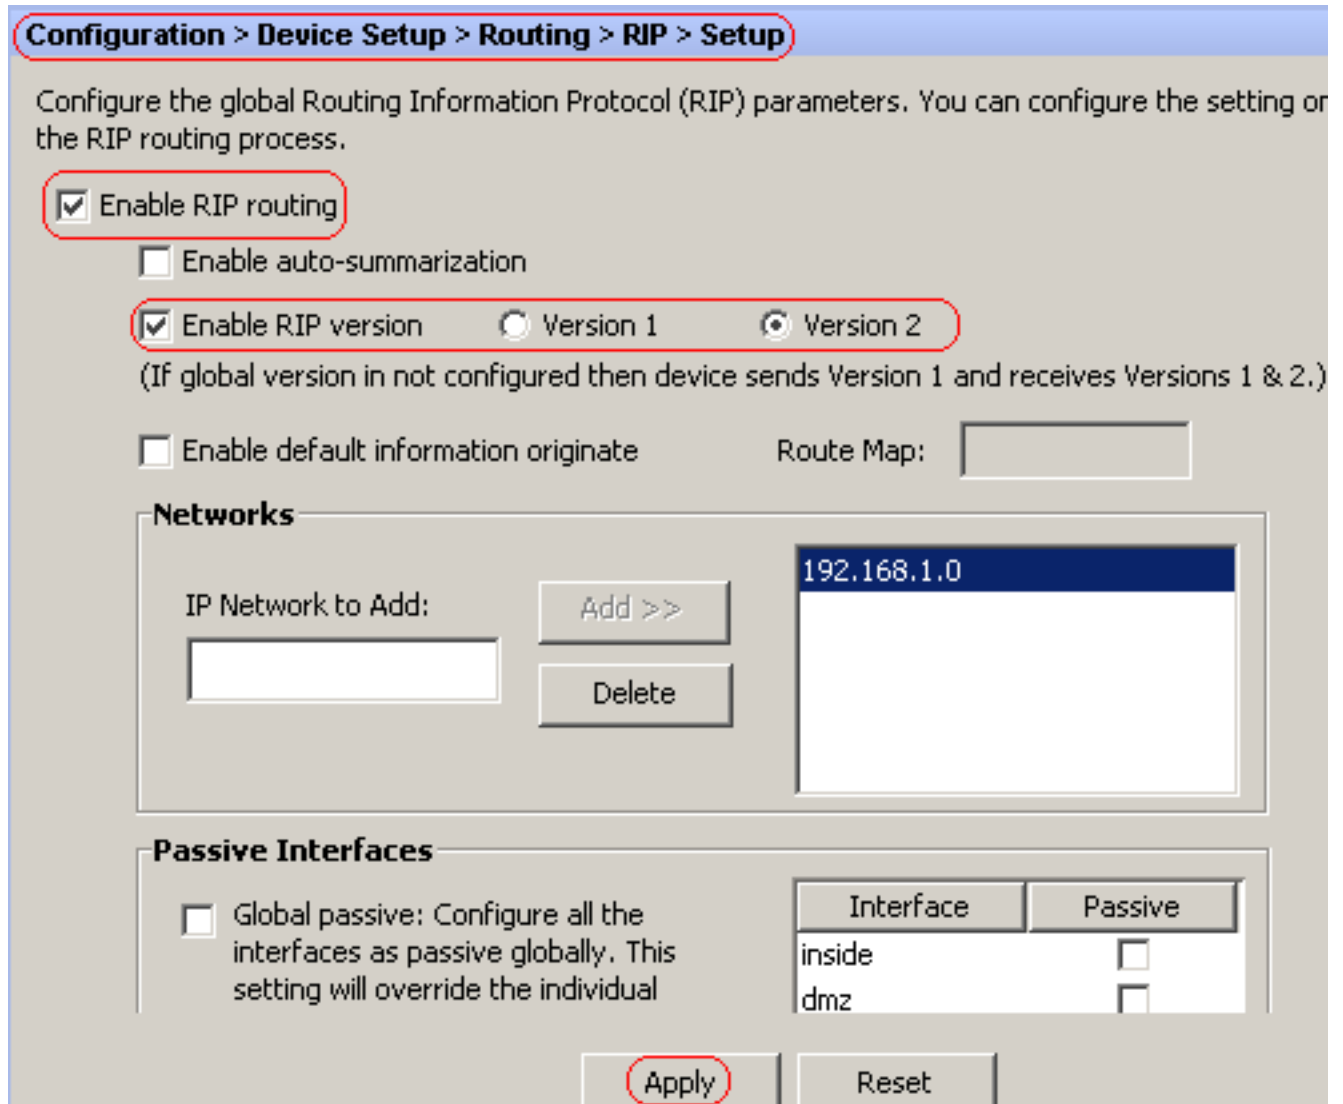 Configuration > Device Setup > Routing > RIP > Setup
Configure the global Routing Information Protocol (RIP) parameters. You can configure the setting on
the RIP routing process.
Enable RIP routing
Enable auto-summarization
Enable RIP version Version 1 Version 2
(If global version in not configured then device sends Version 1 and receives Versions 1 & 2.)
Enable default information originate Route Map:
Networks
192.168.1.0
IP Network to Add:
Add >>
Delete
Passive Interfaces
Global passive: Configure all the
interfaces as passive globally. This
setting will override the individual
Interface Passive
inside
dmz
Apply Reset